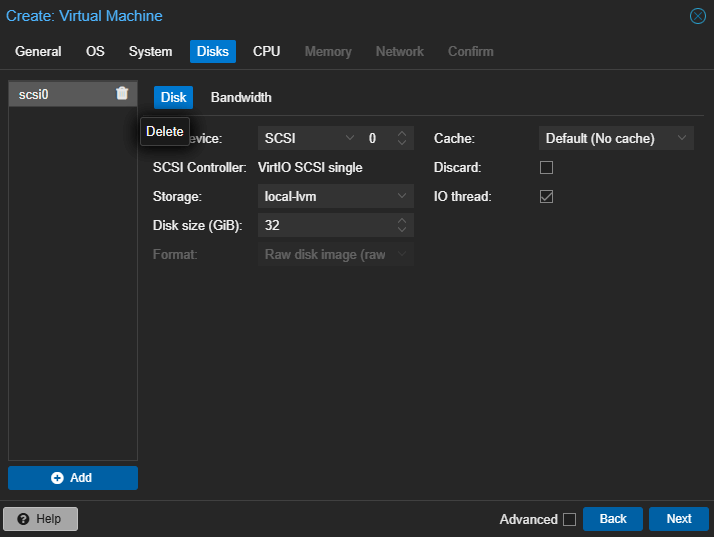 Create: Virtual Machine
General OS System Disks CPU Memory Network Confirm
scsi0
Disk Bandwidth
Delete
SCSI 0
Cache: Default (No cache)
SCSI Controller: VirtIO SCSI single
Discard:
Storage: local-lvm
IO thread:
Disk size (GiB): 32
Format: Raw disk image (raw
Add
Help
Advanced Back Next